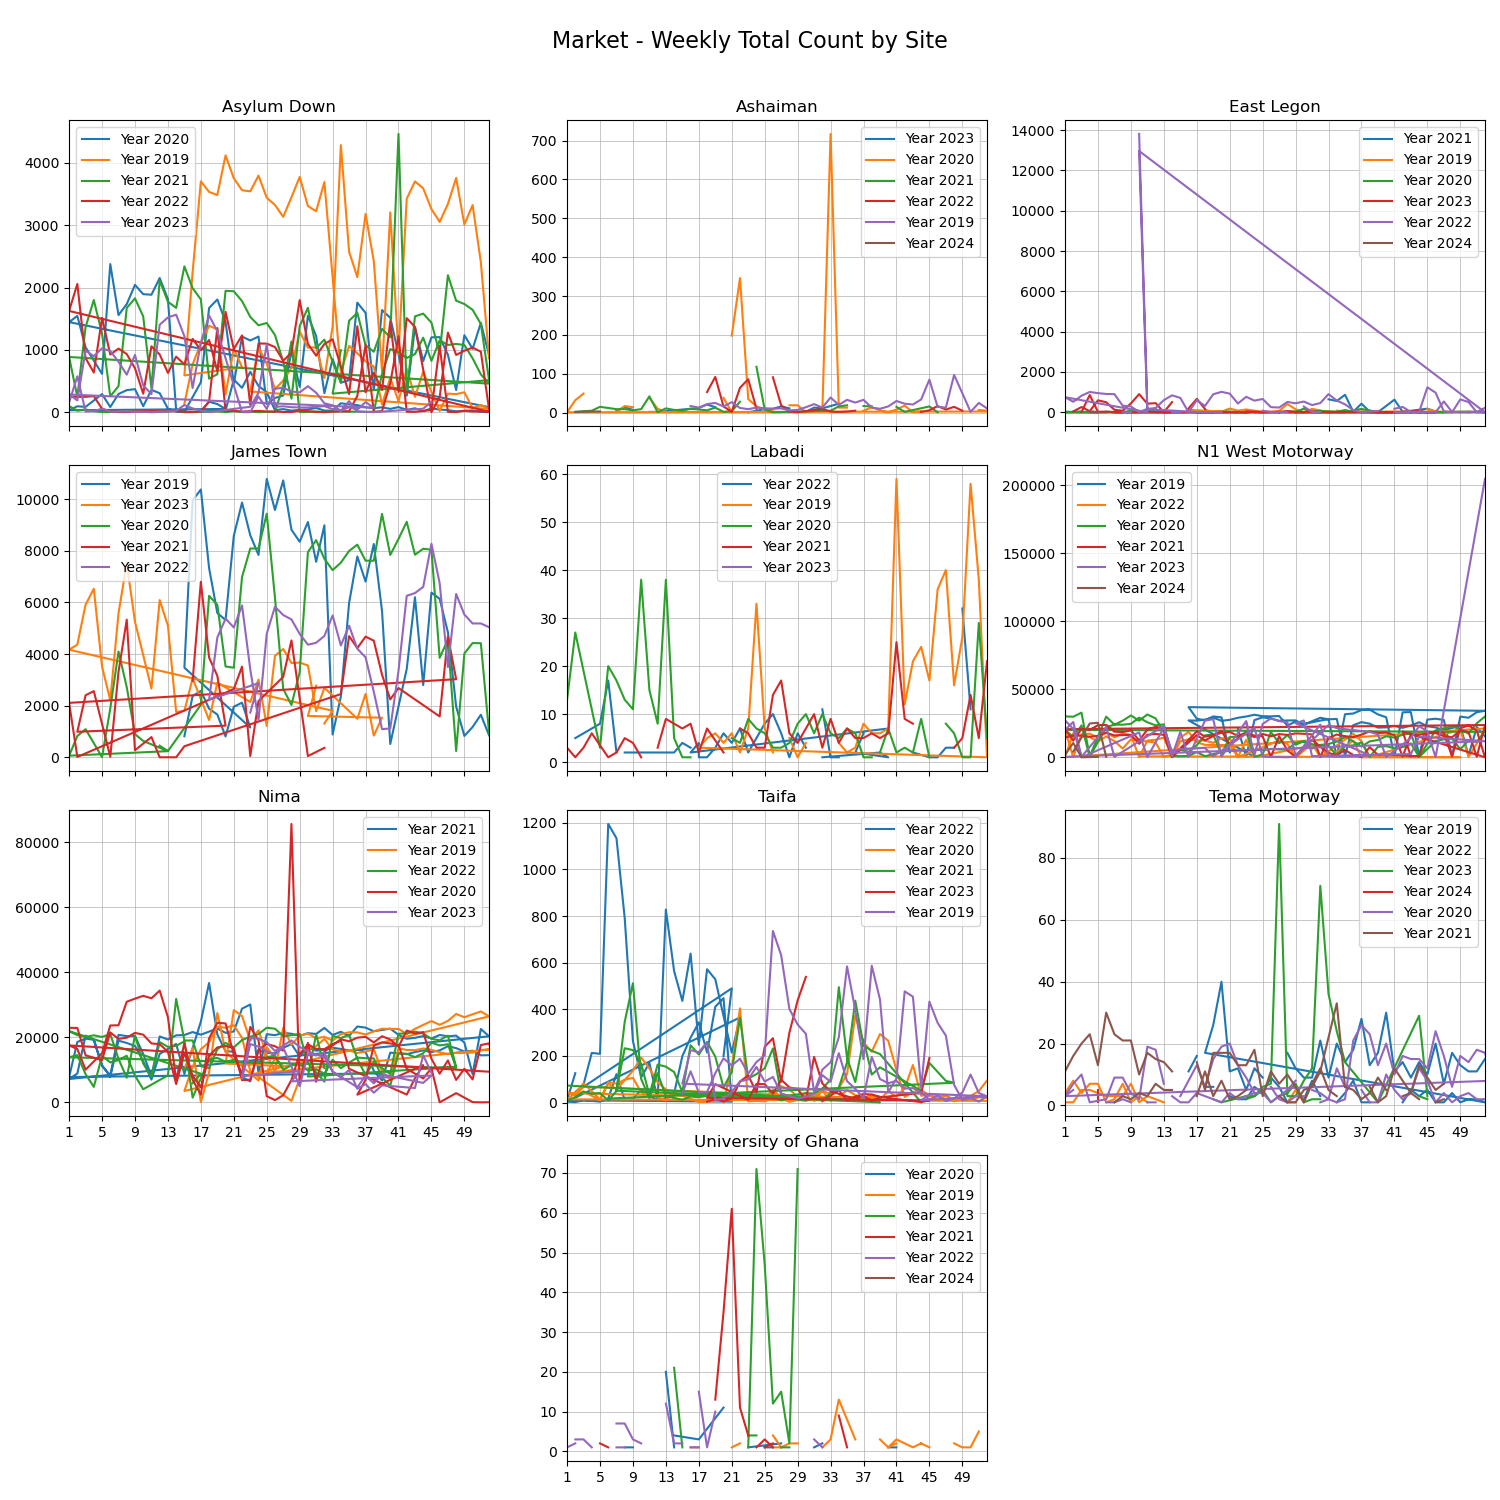 Market - Weekly Total Count by Site
Asylum Down
Year 2020
Year 2019
Year 2021
Year 2022
Year 2023
4000
3000
2000
1000
0
Ashaiman
Year 2023
Year 2020
Year 2021
Year 2022
Year 2019
Year 2024
700
600
500
400
300
200
100
0
East Legon
Year 2021
Year 2019
Year 2020
Year 2023
Year 2022
Year 2024
14000
12000
10000
8000
6000
4000
2000
0
James Town
Year 2019
Year 2023
Year 2020
Year 2021
Year 2022
10000
8000
6000
4000
2000
0
Labadi
Year 2022
Year 2019
Year 2020
Year 2021
Year 2023
60
50
40
30
20
10
0
N1 West Motorway
Year 2019
Year 2022
Year 2020
Year 2021
Year 2023
Year 2024
200000
150000
100000
50000
0
Nima
Year 2021
Year 2019
Year 2022
Year 2020
Year 2023
80000
60000
40000
20000
0
1 5 9 13 17 21 25 29 33 37 41 45 49
Taifa
Year 2022
Year 2020
Year 2021
Year 2023
Year 2019
1200
1000
800
600
400
200
0
Tema Motorway
Year 2019
Year 2022
Year 2023
Year 2024
Year 2020
Year 2021
80
60
40
20
0
1 5 9 13 17 21 25 29 33 37 41 45 49
University of Ghana
Year 2020
Year 2019
Year 2023
Year 2021
Year 2022
Year 2024
70
60
50
40
30
20
10
0
1 5 9 13 17 21 25 29 33 37 41 45 49